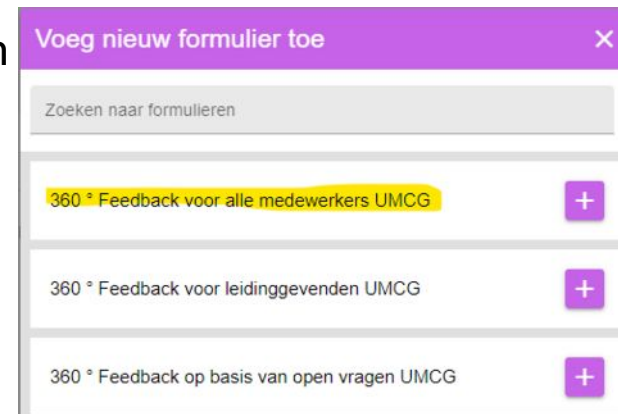 n
Voeg nieuw formulier toe
Zoeken naar formulieren
360 ° Feedback voor alle medewerkers UMCG
360 ° Feedback voor leidinggevenden UMCG
360 ° Feedback op basis van open vragen UMCG